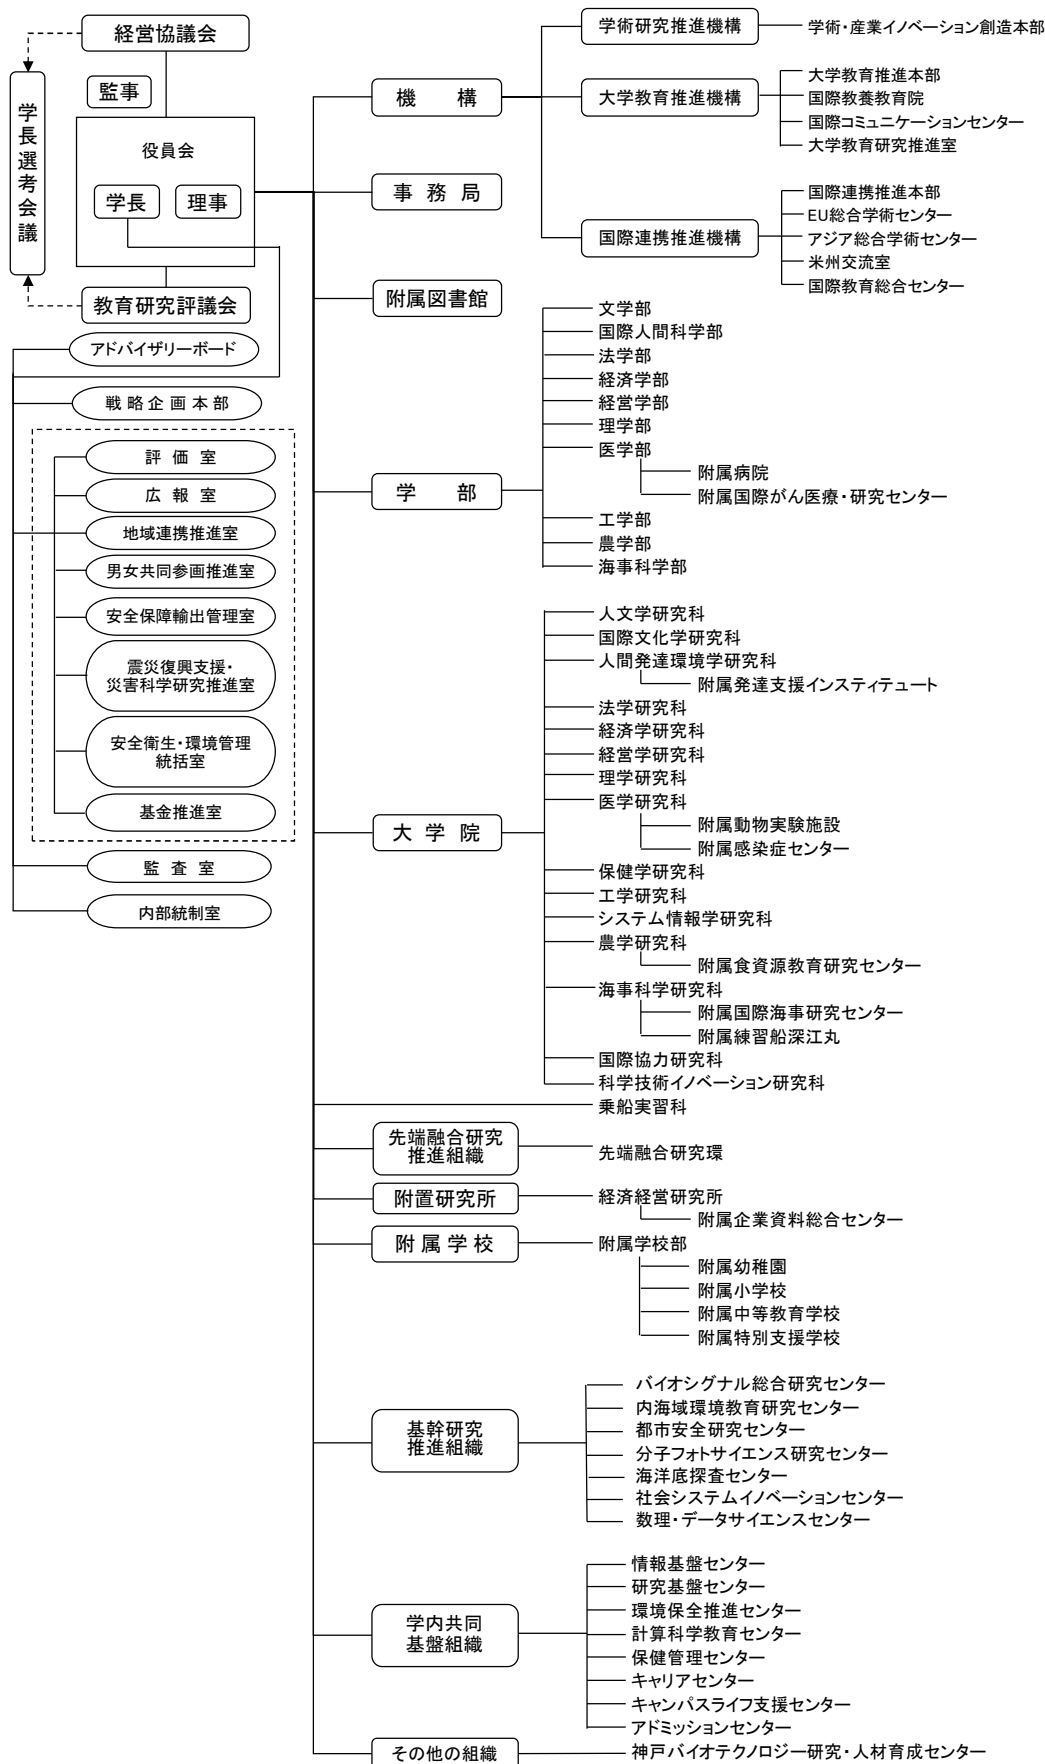 経営協議会
学長選考会議
監事
役員会
学長
理事
教育研究評議会
アドバイザリーボード
戦略企画本部
評価室
広報室
地域連携推進室
男女共同参画推進室
安全保障輸出管理室
震災復興支援・
災害科学研究推進室
安全衛生・環境管理
統括室
基金推進室
監査室
内部統制室
機構
学術研究推進機構
学術・産業イノベーション創造本部
大学教育推進機構
大学教育推進本部
国際教養教育院
国際コミュニケーションセンター
大学教育研究推進室
国際連携推進機構
国際連携推進本部
EU総合学術センター
アジア総合学術センター
米州交流室
国際教育総合センター
事務局
附属図書館
学部
文学部
国際人間科学部
法学部
経済学部
経営学部
理学部
医学部
附属病院
附属国際がん医療・研究センター
工学部
農学部
海事科学部
大学院
人文学研究科
国際文化学研究科
人間発達環境学研究科
附属発達支援インスティテュート
法学研究科
経済学研究科
経営学研究科
理学研究科
医学研究科
附属動物実験施設
附属感染症センター
保健学研究科
工学研究科
システム情報学研究科
農学研究科
附属食資源教育研究センター
海事科学研究科
附属国際海事研究センター
附属練習船深江丸
国際協力研究科
科学技術イノベーション研究科
乗船実習科
先端融合研究
推進組織
先端融合研究環
附置研究所
経済経営研究所
附属企業資料総合センター
附属学校
附属学校部
附属幼稚園
附属小学校
附属中等教育学校
附属特別支援学校
基幹研究
推進組織
バイオシグナル総合研究センター
内海域環境教育研究センター
都市安全研究センター
分子フォトサイエンス研究センター
海洋底探査センター
社会システムイノベーションセンター
数理・データサイエンスセンター
学内共同
基盤組織
情報基盤センター
研究基盤センター
環境保全推進センター
計算科学教育センター
保健管理センター
キャリアセンター
キャンパスライフ支援センター
アドミッションセンター
その他の組織
神戸バイオテクノロジー研究・人材育成センター